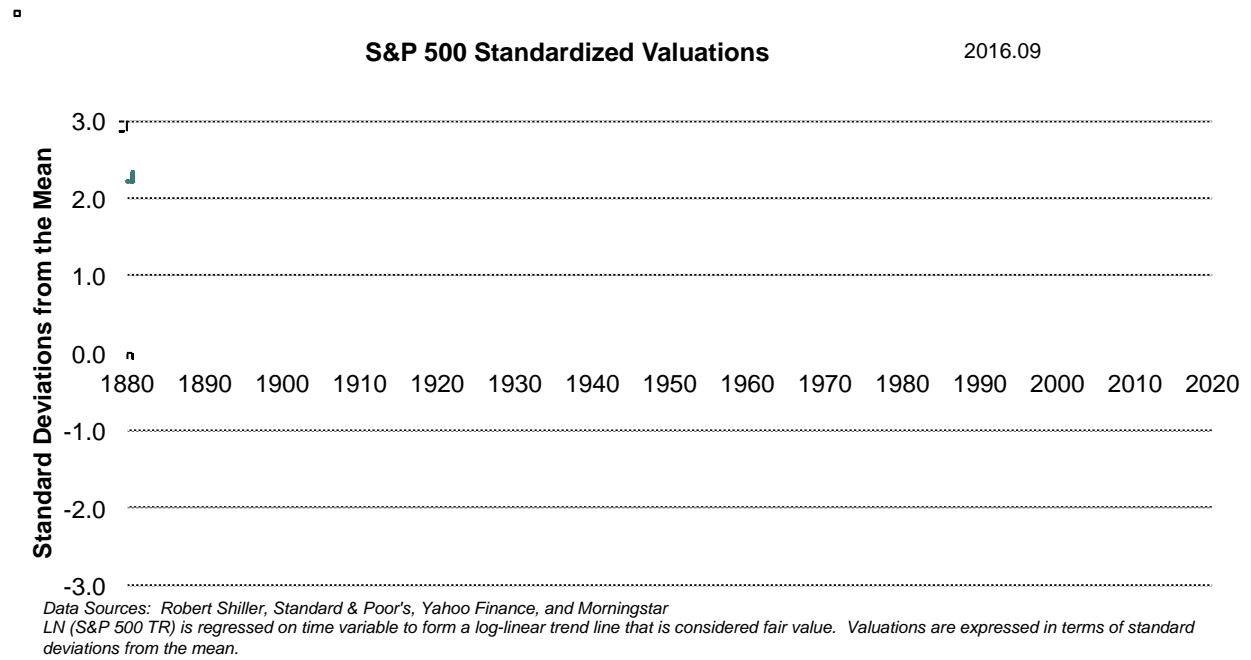 S&P 500 Standardized Valuations
2016.09
Standard Deviations from the Mean
3.0
2.0
1.0
0.0
1880 1890 1900 1910 1920 1930 1940 1950 1960 1970 1980 1990 2000 2010 2020
-1.0
-2.0
-3.0
Data Sources: Robert Shiller, Standard & Poor's, Yahoo Finance, and Morningstar
LN (S&P 500 TR) is regressed on time variable to form a log-linear trend line that is considered fair value. Valuations are expressed in terms of standard
deviations from the mean.